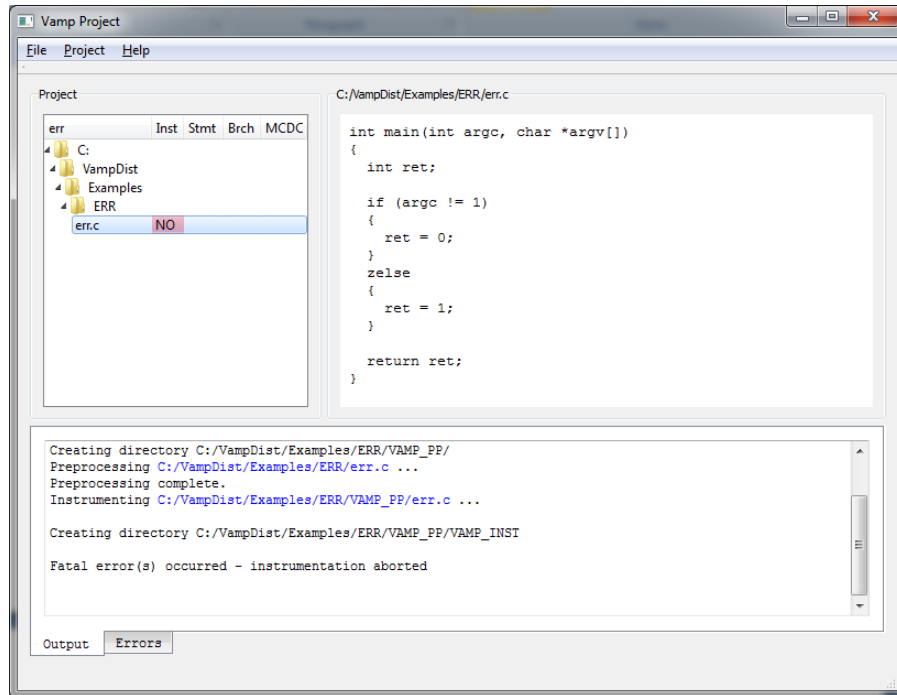 Vamp Project
File Project Help
Project
err Inst Stmt Brch MCDC
C:
VampDist
Examples
ERR
err.c NO
C:/VampDist/Examples/ERR/err.c
int main(int argc, char *argv[])
{
int ret;
if (argc != 1)
{
ret = 0;
}
zelse
{
ret = 1;
}
return ret;
}
Creating directory C:/VampDist/Examples/ERR/VAMP_PP/
Preprocessing C:/VampDist/Examples/ERR/err.c ...
Preprocessing complete.
Instrumenting C:/VampDist/Examples/ERR/VAMP_PP/err.c ...
Creating directory C:/VampDist/Examples/ERR/VAMP_PP/VAMP_INST
Fatal error(s) occurred - instrumentation aborted
Output Errors